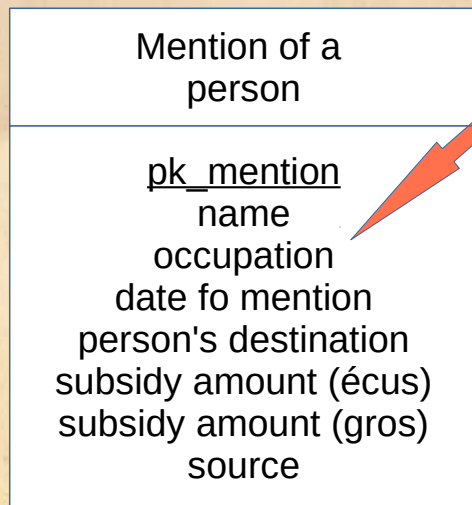 Mention of a
person
pk_mention
name
occupation
date fo mention
person's destination
subsidy amount (écus)
subsidy amount (gros)
source